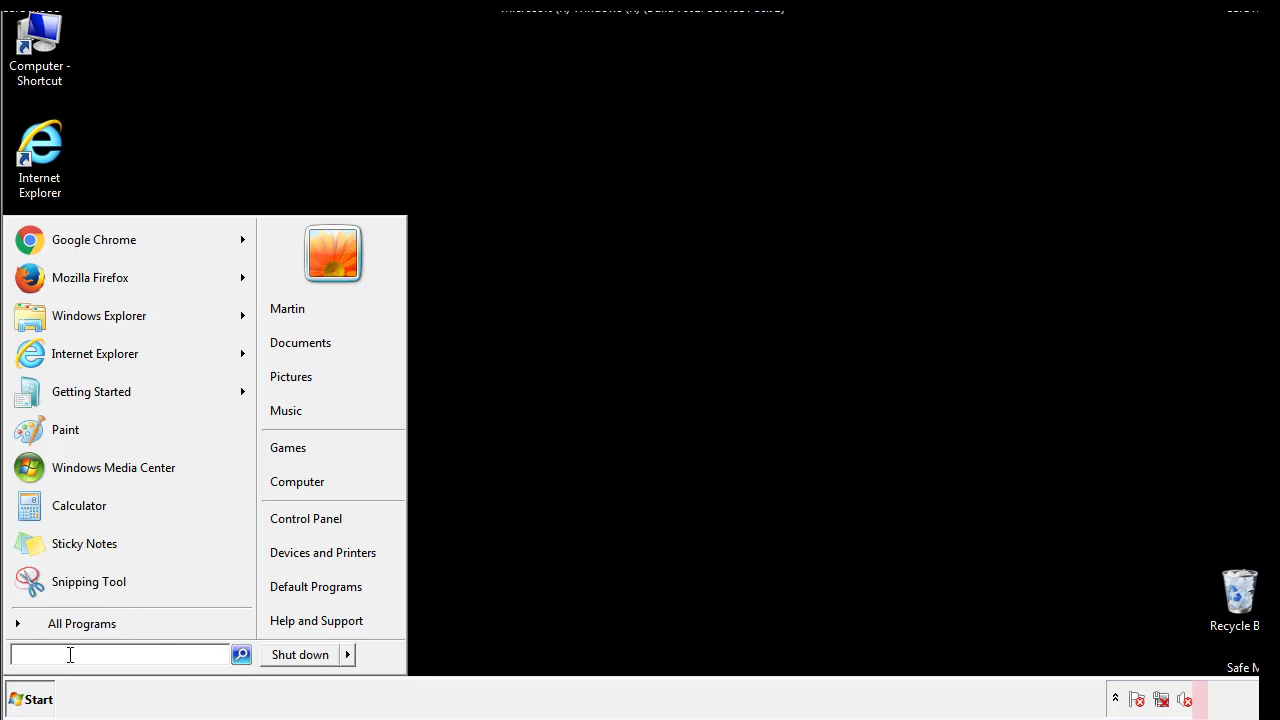 Computer -
Shortcut
Internet
Explorer
Google Chrome
Mozilla Firefox
Windows Explorer
Internet Explorer
Getting Started
Paint
Windows Media Center
Calculator
Sticky Notes
Snipping Tool
All Programs
Martin
Documents
Pictures
Music
Games
Computer
Control Panel
Devices and Printers
Default Programs
Help and Support
Shut down
Recycle B
Safe M
Start